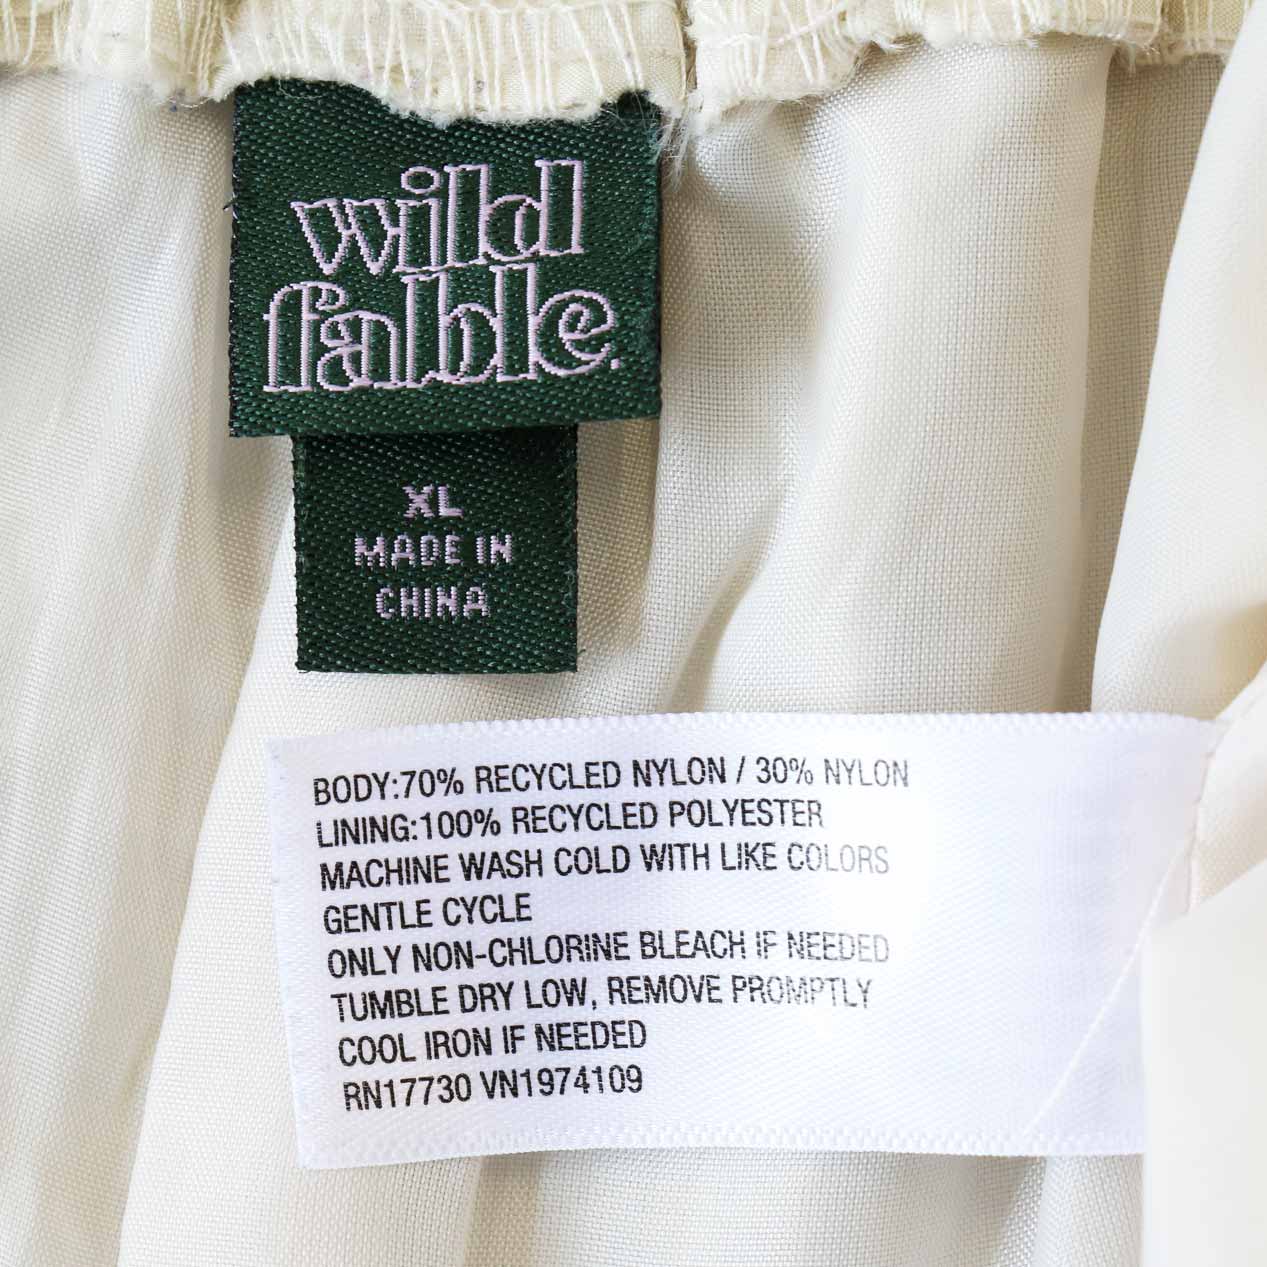 wild
fable.
XL
MADE IN
CHINA
BODY:70% RECYCLED NYLON / 30% NYLON
LINING:100% RECYCLED POLYESTER
MACHINE WASH COLD WITH LIKE COLORS
GENTLE CYCLE
ONLY NON-CHLORINE BLEACH IF NEEDED
TUMBLE DRY LOW, REMOVE PROMPTLY
COOL IRON IF NEEDED
RN17730 VN1974109